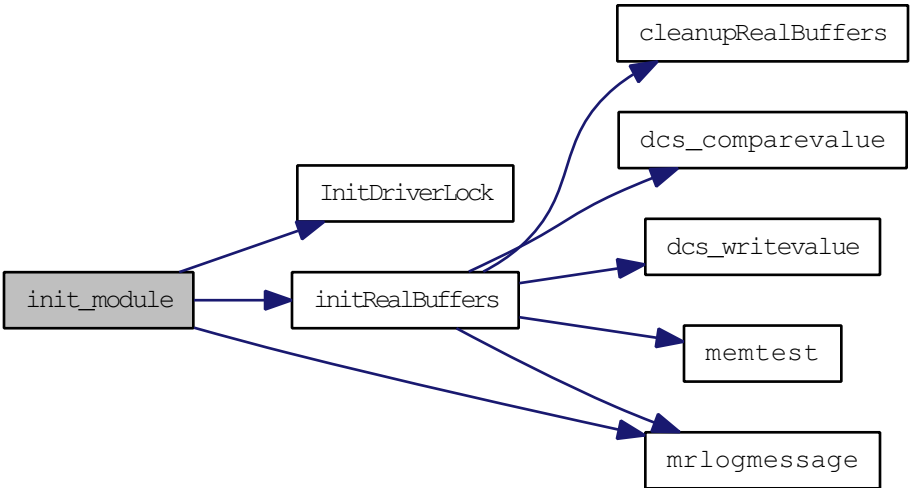 cleanupRealBuffers
dcs_comparevalue
InitDriverLock
dcs_writevalue
init_module
initRealBuffers
memtest
mrlogmessage